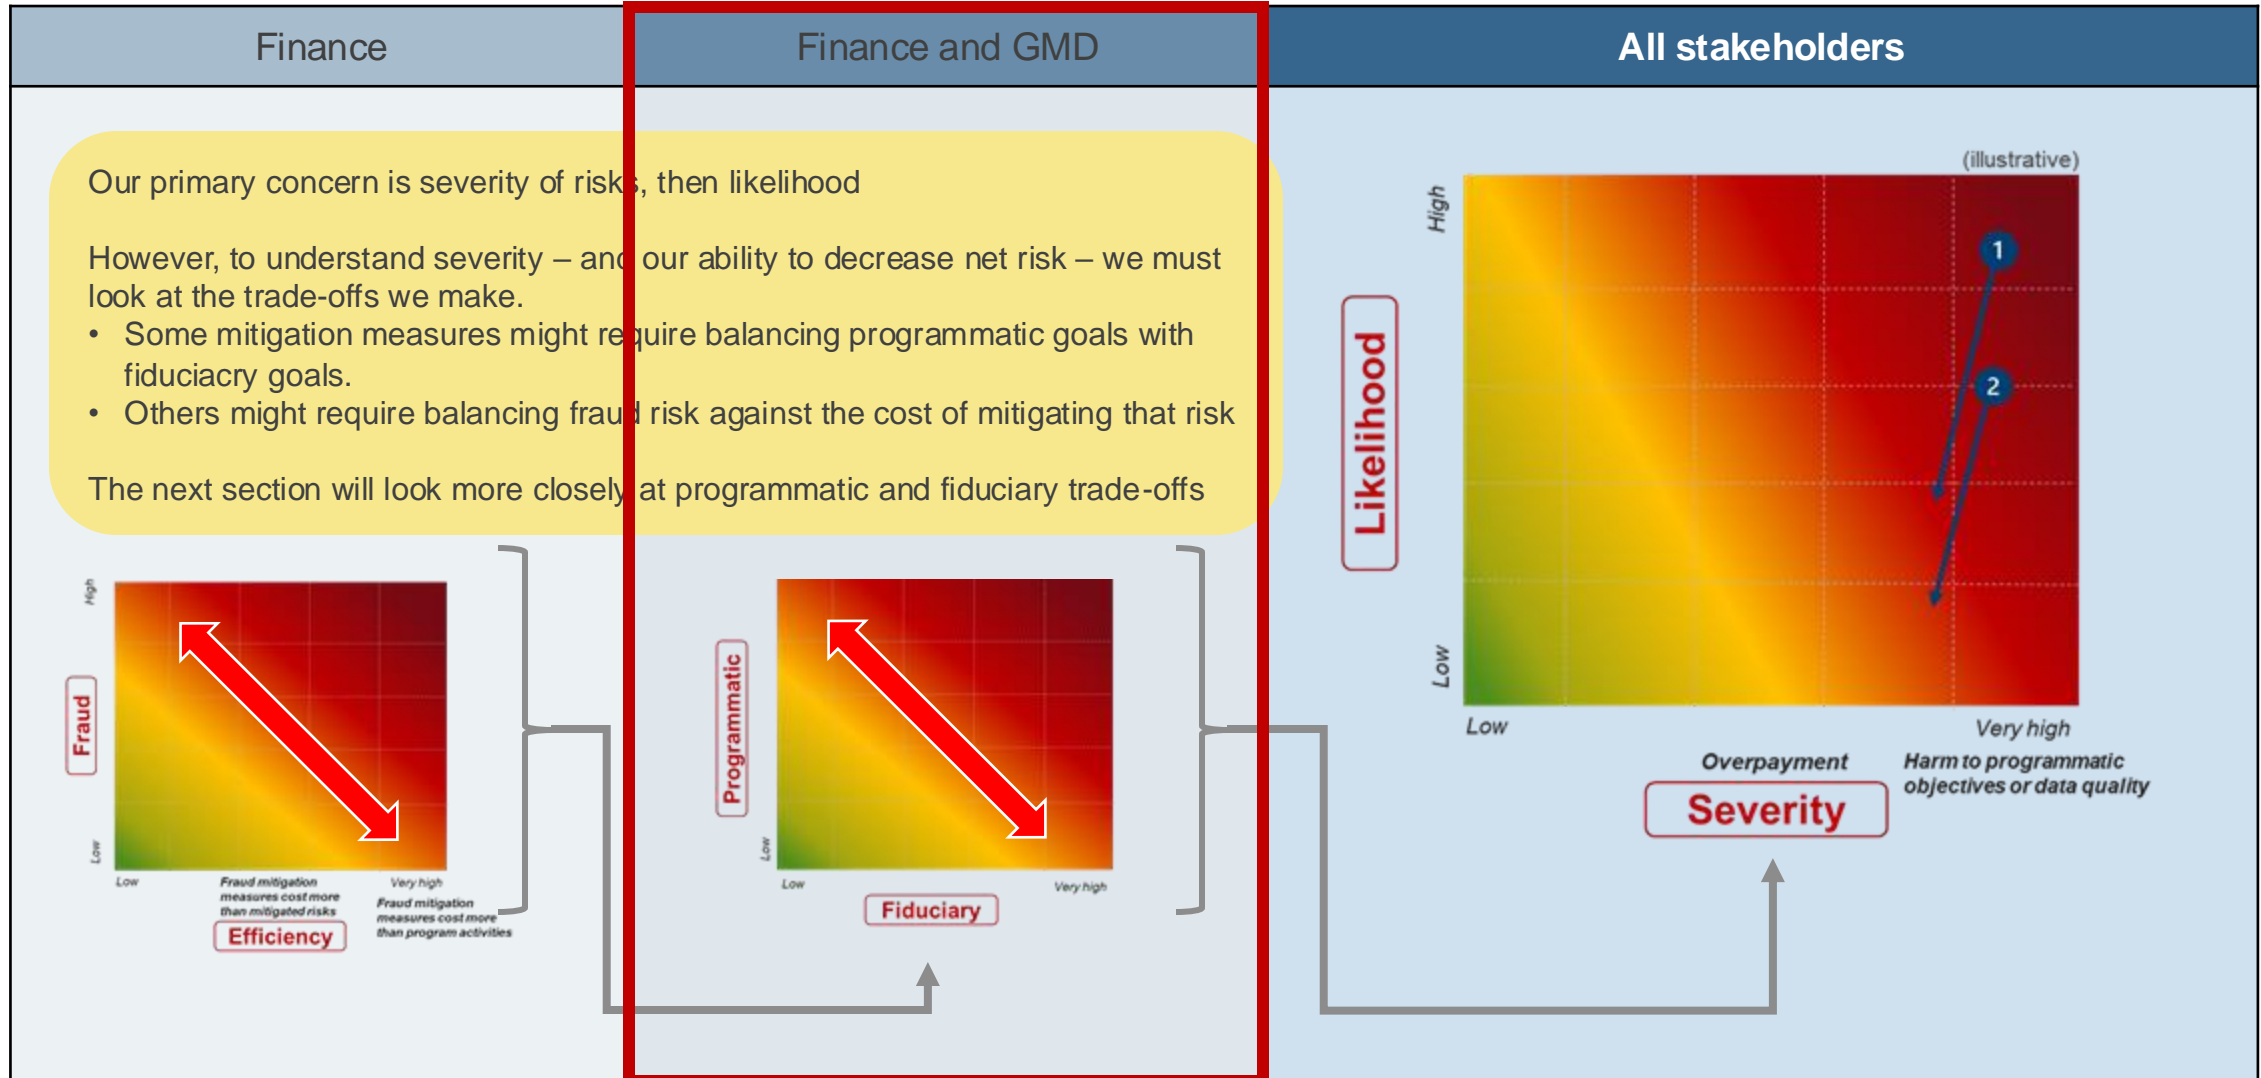 Finance
Finance and GMD
All stakeholders
Our primary concern is severity of risks, then likelihood
However, to understand severity – and our ability to decrease net risk – we must
look at the trade-offs we make.
• Some mitigation measures might require balancing programmatic goals with
fiduciacry goals.
• Others might require balancing fraud risk against the cost of mitigating that risk
The next section will look more closely at programmatic and fiduciary trade-offs
High
Fraud
Low
Low
Very high
Fraud mitigation
measures cost more
than mitigated risks
Fraud mitigation
measures cost more
than program activities
Efficiency
Programmatic
Low
Low
Very high
Fiduciary
(illustrative)
High
Likelihood
Low
1
2
Low
Very high
Overpayment
Harm to programmatic
objectives or data quality
Severity